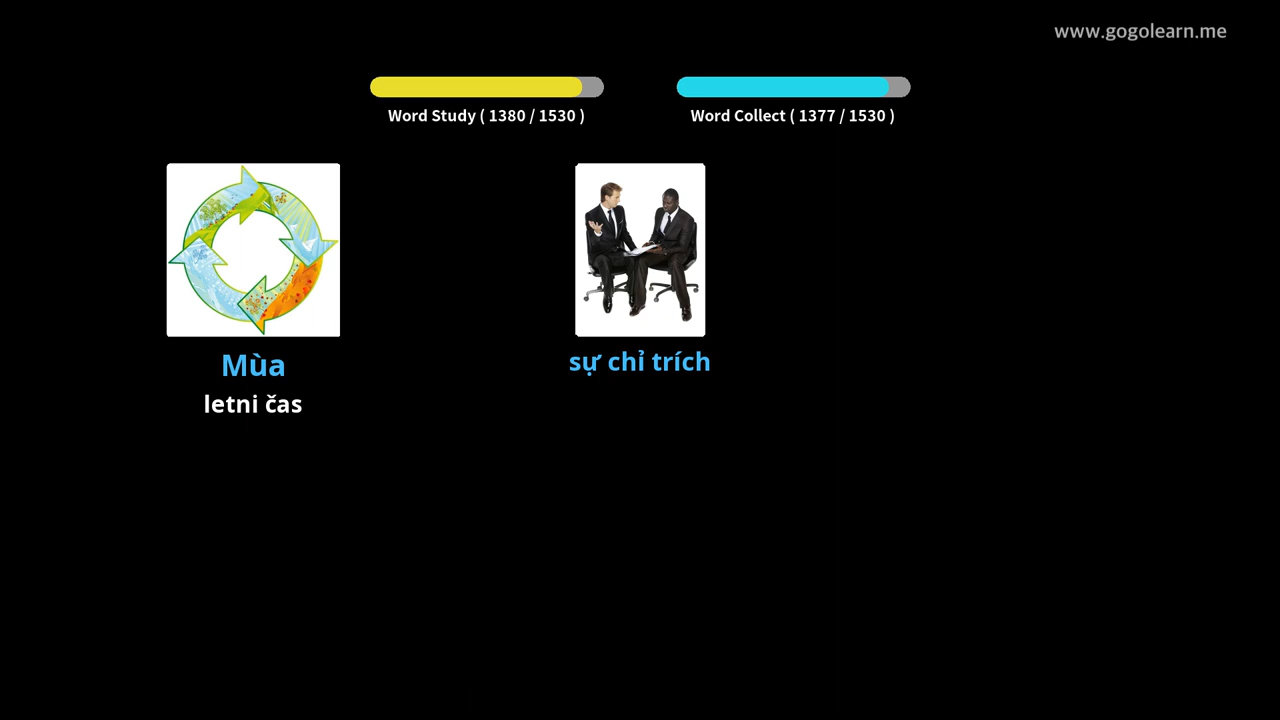 www.gogolearn.me
Word Study ( 1380 / 1530 )
Word Collect ( 1377 / 1530 )
Mùa
letni čas
sự chỉ trích